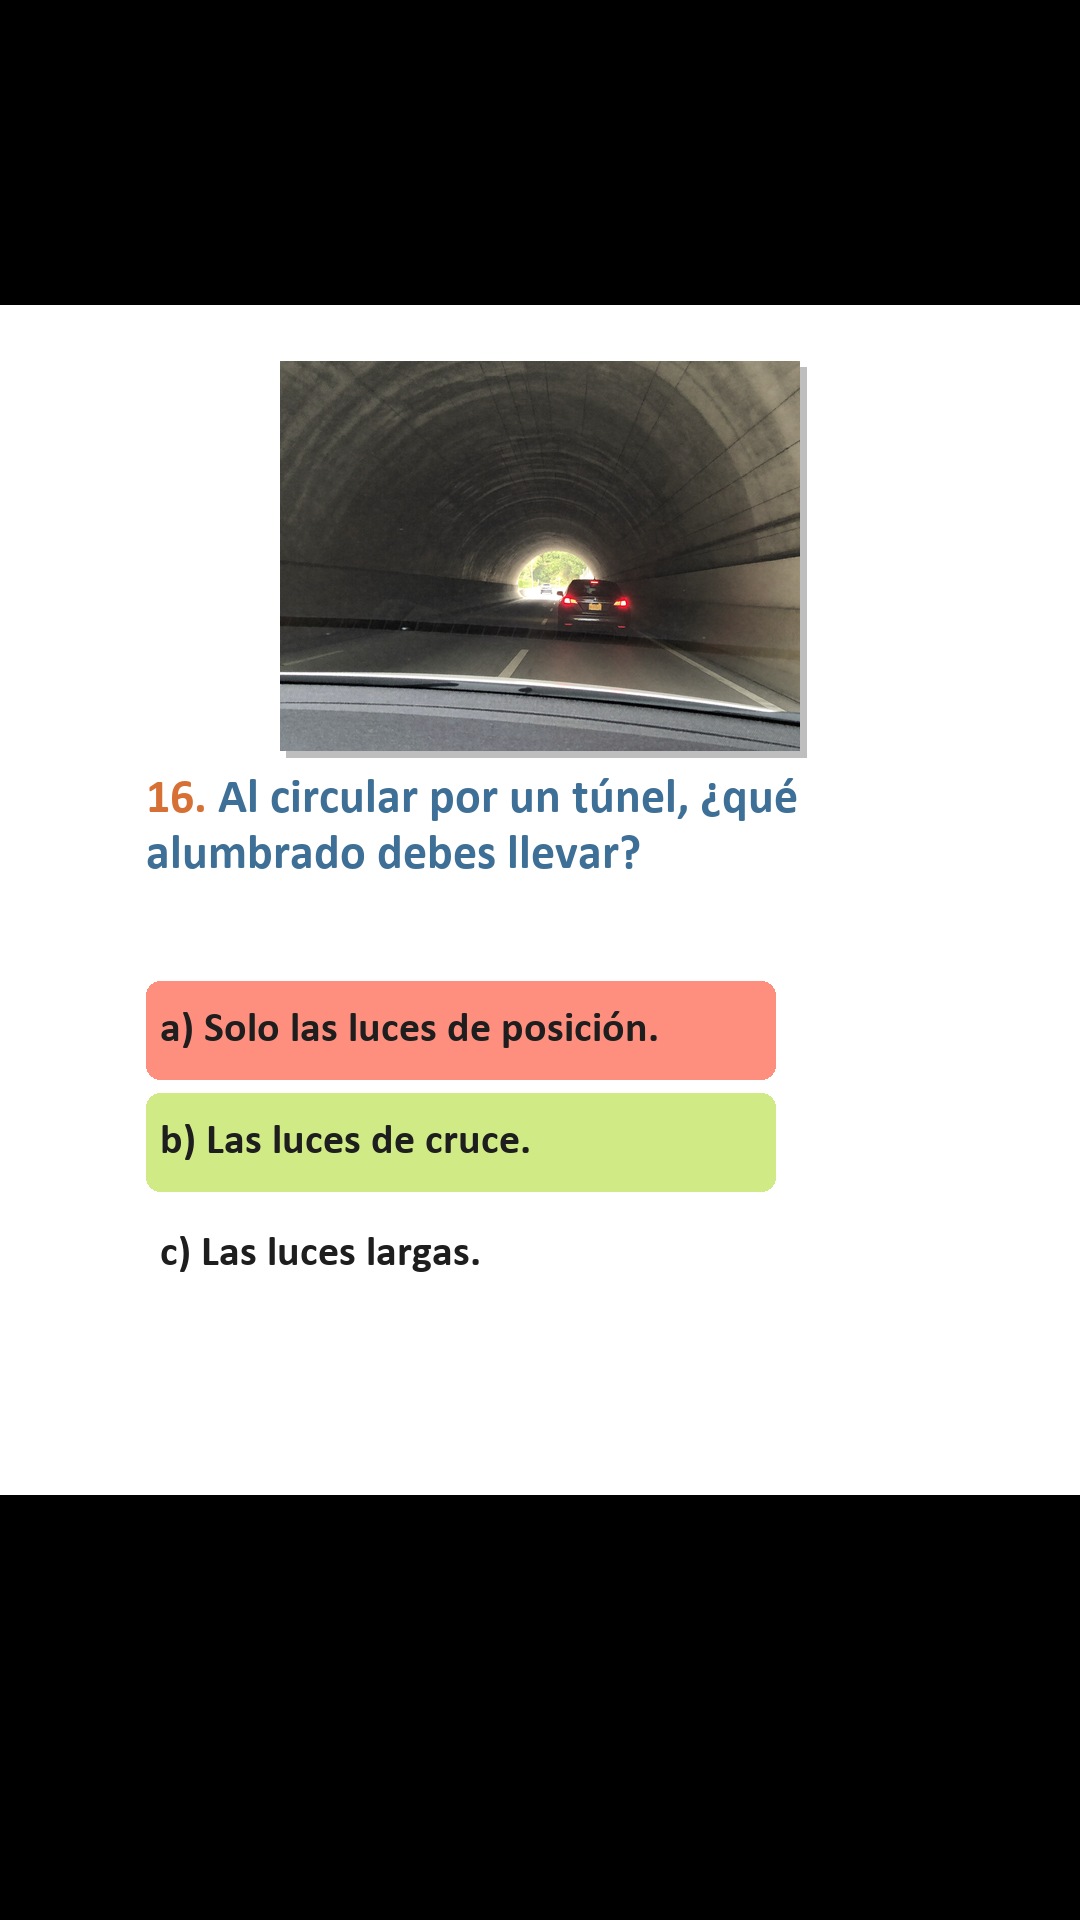 16. Al circular por un túnel, ¿qué
alumbrado debes llevar?
a) Solo las luces de posición.
b) Las luces de cruce.
c) Las luces largas.